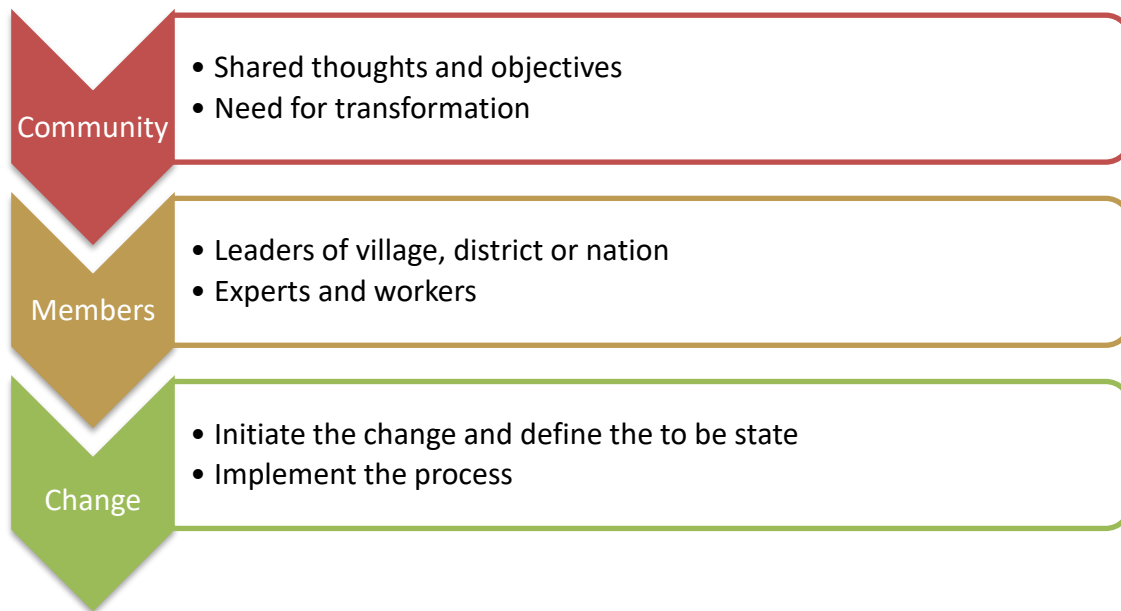 Community
• Shared thoughts and objectives
• Need for transformation
Members
• Leaders of village, district or nation
• Experts and workers
Change
• Initiate the change and define the to be state
• Implement the process